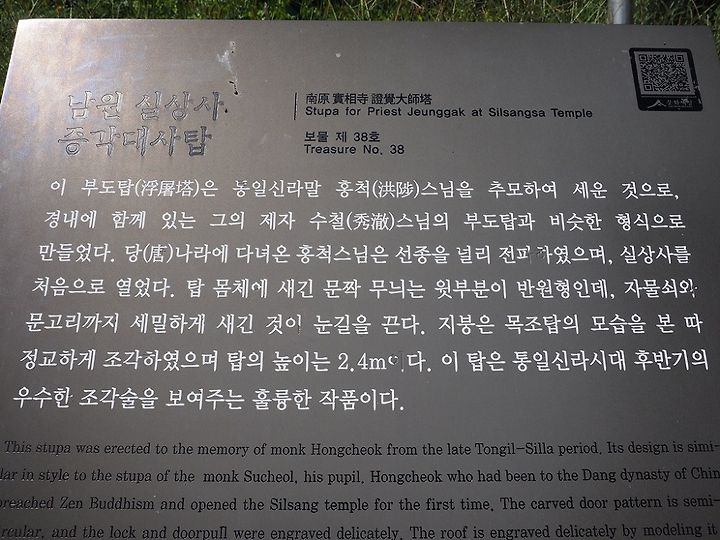 남원 실상사
증각대사탑
南原 實相寺 證覺大師塔
Stupa for Priest Jeunggak at Silsangsa Temple
보물 제 38호
Treasure No. 38
이 부도탑(浮屠塔)은 통일신라말 홍척(洪陟)스님을 추모하여 세운 것으로,
경내에 함께 있는 그의 제자 수철(秀澈)스님의 부도탑과 비슷한 형식으로
만들었다. 당(唐)나라에 다녀온 홍척스님은 선종을 널리 전파하였으며, 실상사를
처음으로 열었다. 탑 몸체에 새긴 문짝 무늬는 윗부분이 반원형인데, 자물쇠와
문고리까지 세밀하게 새긴 것이 눈길을 끈다. 지붕은 목조탑의 모습을 본 따
정교하게 조각하였으며 탑의 높이는 2.4m이다. 이 탑은 통일신라시대 후반기의
우수한 조각술을 보여주는 훌륭한 작품이다.
This stupa was erected to the memory of monk Hongcheok from the late Tongil-Silla period. Its design is simi-
lar in style to the stupa of the monk Sucheol, his pupil. Hongcheok who had been to the Dang dynasty of Chin
preached Zen Buddhism and opened the Silsang temple for the first time. The carved door pattern is semi-
rcular, and the lock and doorpull were engraved delicately. The roof is engraved delicately by modeling it